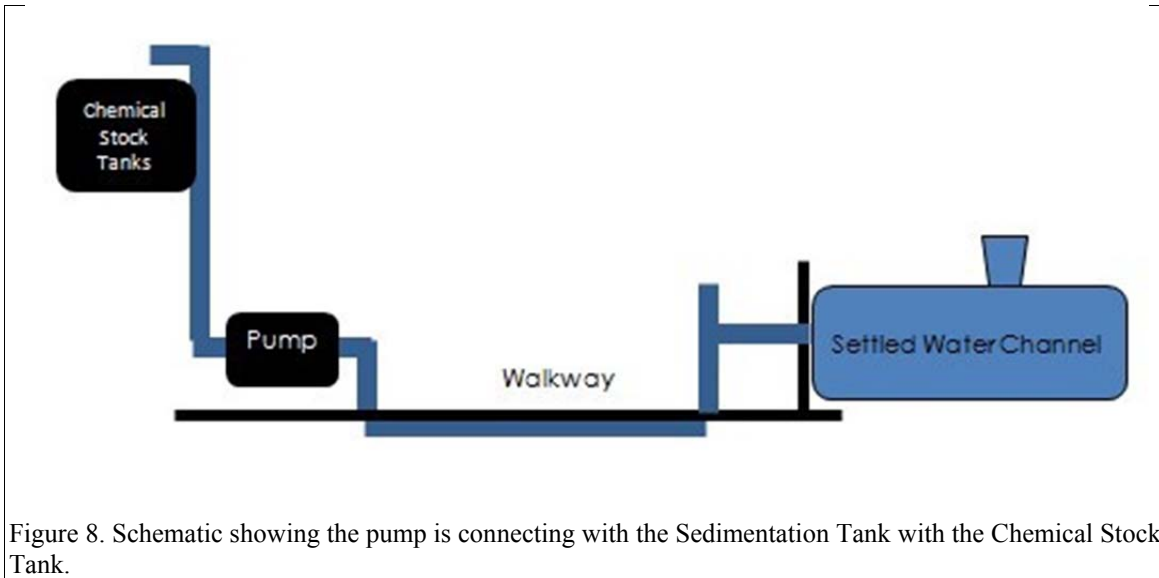 Chemical
Stock
Tanks
Pump
Walkway
Settled Water Channel
Figure 8. Schematic showing the pump is connecting with the Sedimentation Tank with the Chemical Stock
Tank.